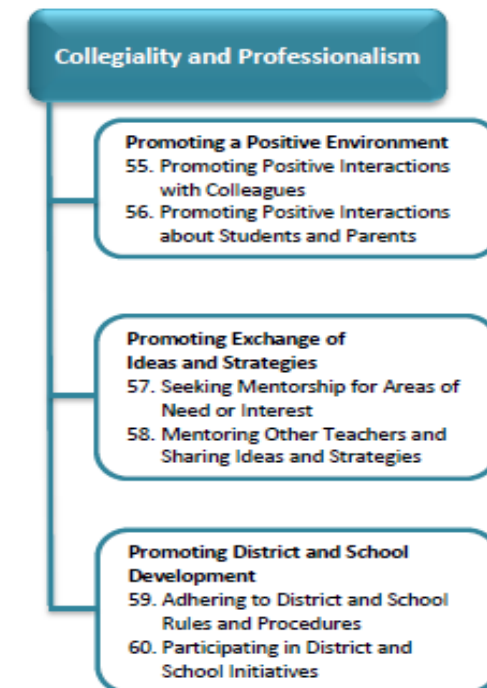 Collegiality and Professionalism
Promoting a Positive Environment
55. Promoting Positive Interactions
with Colleagues
56. Promoting Positive Interactions
about Students and Parents
Promoting Exchange of
Ideas and Strategies
57. Seeking Mentorship for Areas of
Need or Interest
58. Mentoring Other Teachers and
Sharing Ideas and Strategies
Promoting District and School
Development
59. Adhering to District and School
Rules and Procedures
60. Participating in District and
School Initiatives